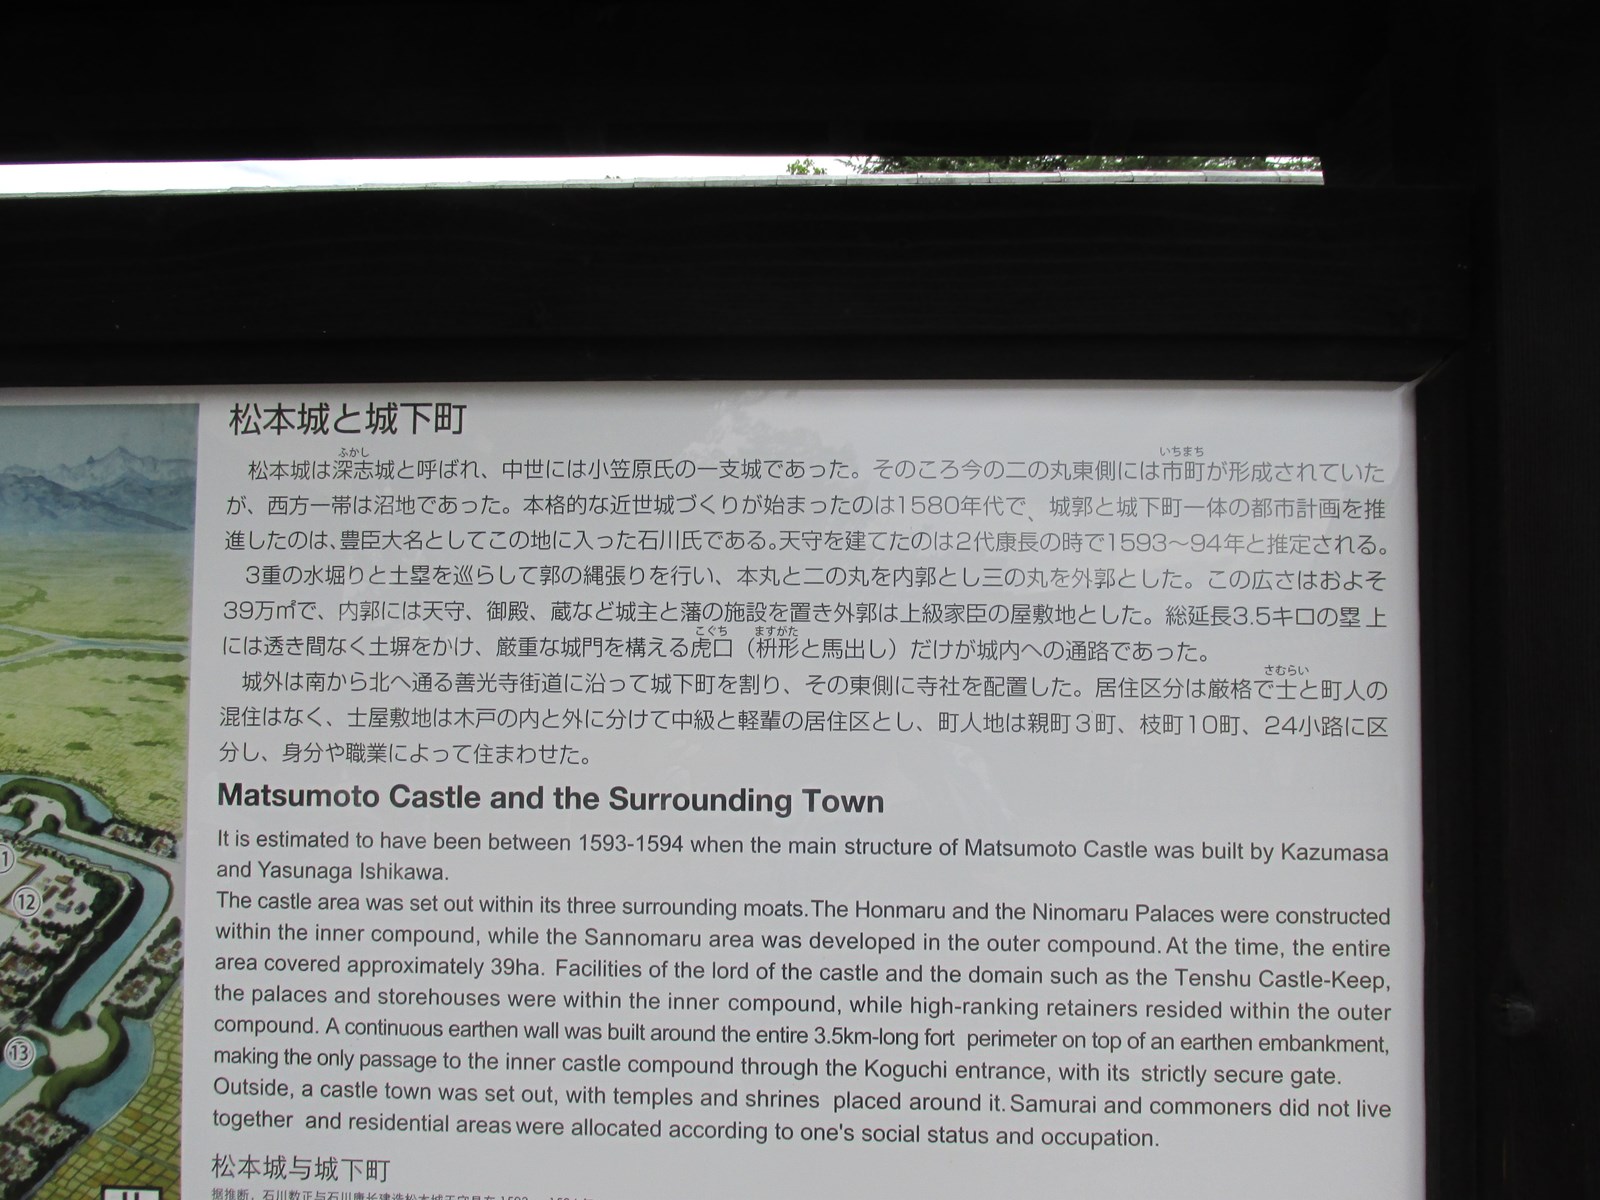 松本城と城下町
松本城は深志城と呼ばれ、中世には小笠原氏の一支城であった。そのころ今の二の丸東側には市町が形成されていた
が、西方一帯は沼地であった。本格的な近世城づくりが始まったのは1580年代で、城郭と城下町一体の都市計画を推
進したのは、豊臣大名としてこの地に入った石川氏である。天守を建てたのは2代康長の時で1593～94年と推定される。
3重の水堀りと土塁を巡らして郭の縄張りを行い、本丸と二の丸を内郭とし三の丸を外郭とした。この広さはおよそ
39万㎡で、内郭には天守、御殿、蔵など城主と藩の施設を置き外郭は上級家臣の屋敷地とした。総延長3.5キロの塁上
には透き間なく土塀をかけ、厳重な城門を構える虎口（枡形と馬出し）だけが城内への通路であった。
城外は南から北へ通る善光寺街道に沿って城下町を割り、その東側に寺社を配置した。居住区分は厳格で士と町人の
混住はなく、士屋敷地は木戸の内と外に分けて中級と軽輩の居住区とし、町人地は親町3町、枝町10町、24小路に区
分し、身分や職業によって住まわせた。
ふかし
いちまち
こぐち
ますがた
さむらい
Matsumoto Castle and the Surrounding Town
It is estimated to have been between 1593-1594 when the main structure of Matsumoto Castle was built by Kazumasa
and Yasunaga Ishikawa.
The castle area was set out within its three surrounding moats. The Honmaru and the Ninomaru Palaces were constructed
within the inner compound, while the Sannomaru area was developed in the outer compound. At the time, the entire
area covered approximately 39ha. Facilities of the lord of the castle and the domain such as the Tenshu Castle-Keep,
the palaces and storehouses were within the inner compound, while high-ranking retainers resided within the outer
compound. A continuous earthen wall was built around the entire 3.5km-long fort perimeter on top of an earthen embankment,
making the only passage to the inner castle compound through the Koguchi entrance, with its strictly secure gate.
Outside, a castle town was set out, with temples and shrines placed around it. Samurai and commoners did not live
together and residential areas were allocated according to one's social status and occupation.
松本城与城下町
12
13